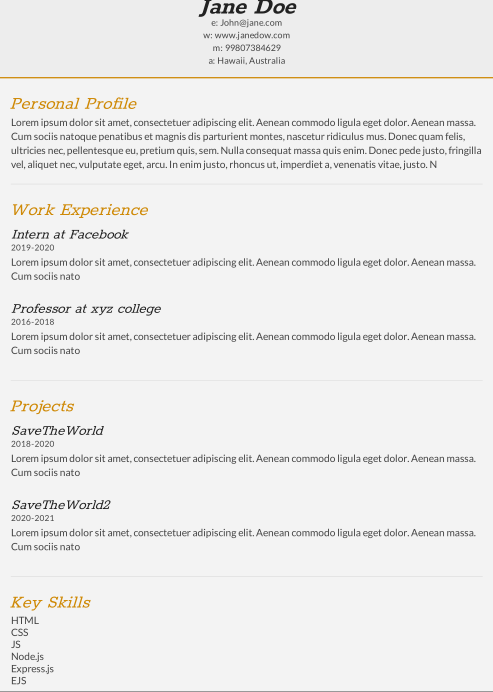 Jane Doe
e: John@jane.com
w: www.janedow.com
m: 99807384629
a: Hawaii, Australia
Personal Profile
Lorem ipsum dolor sit amet, consectetuer adipiscing elit. Aenean commodo ligula eget dolor. Aenean massa.
Cum sociis natoque penatibus et magnis dis parturient montes, nascetur ridiculus mus. Donec quam felis,
ultricies nec, pellentesque eu, pretium quis, sem. Nulla consequat massa quis enim. Donec pede justo, fringilla
vel, aliquet nec, vulputate eget, arcu. In enim justo, rhoncus ut, imperdiet a, venenatis vitae, justo. N
Work Experience
Intern at Facebook
2019-2020
Lorem ipsum dolor sit amet, consectetuer adipiscing elit. Aenean commodo ligula eget dolor. Aenean massa.
Cum sociis nato
Professor at xyz college
2016-2018
Lorem ipsum dolor sit amet, consectetuer adipiscing elit. Aenean commodo ligula eget dolor. Aenean massa.
Cum sociis nato
Projects
SaveTheWorld
2018-2020
Lorem ipsum dolor sit amet, consectetuer adipiscing elit. Aenean commodo ligula eget dolor. Aenean massa.
Cum sociis nato
SaveTheWorld2
2020-2021
Lorem ipsum dolor sit amet, consectetuer adipiscing elit. Aenean commodo ligula eget dolor. Aenean massa.
Cum sociis nato
Key Skills
HTML
CSS
JS
Node.js
Express.js
EJS